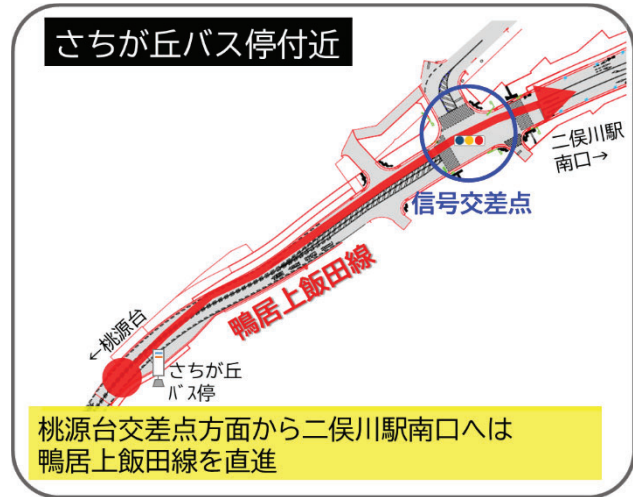 さちが丘バス停付近
二俣川駅
南口→
信号交差点
鴨居上飯田線
←桃源台
さちが丘
バス停
桃源台交差点方面から二俣川駅南口へは
鴨居上飯田線を直進